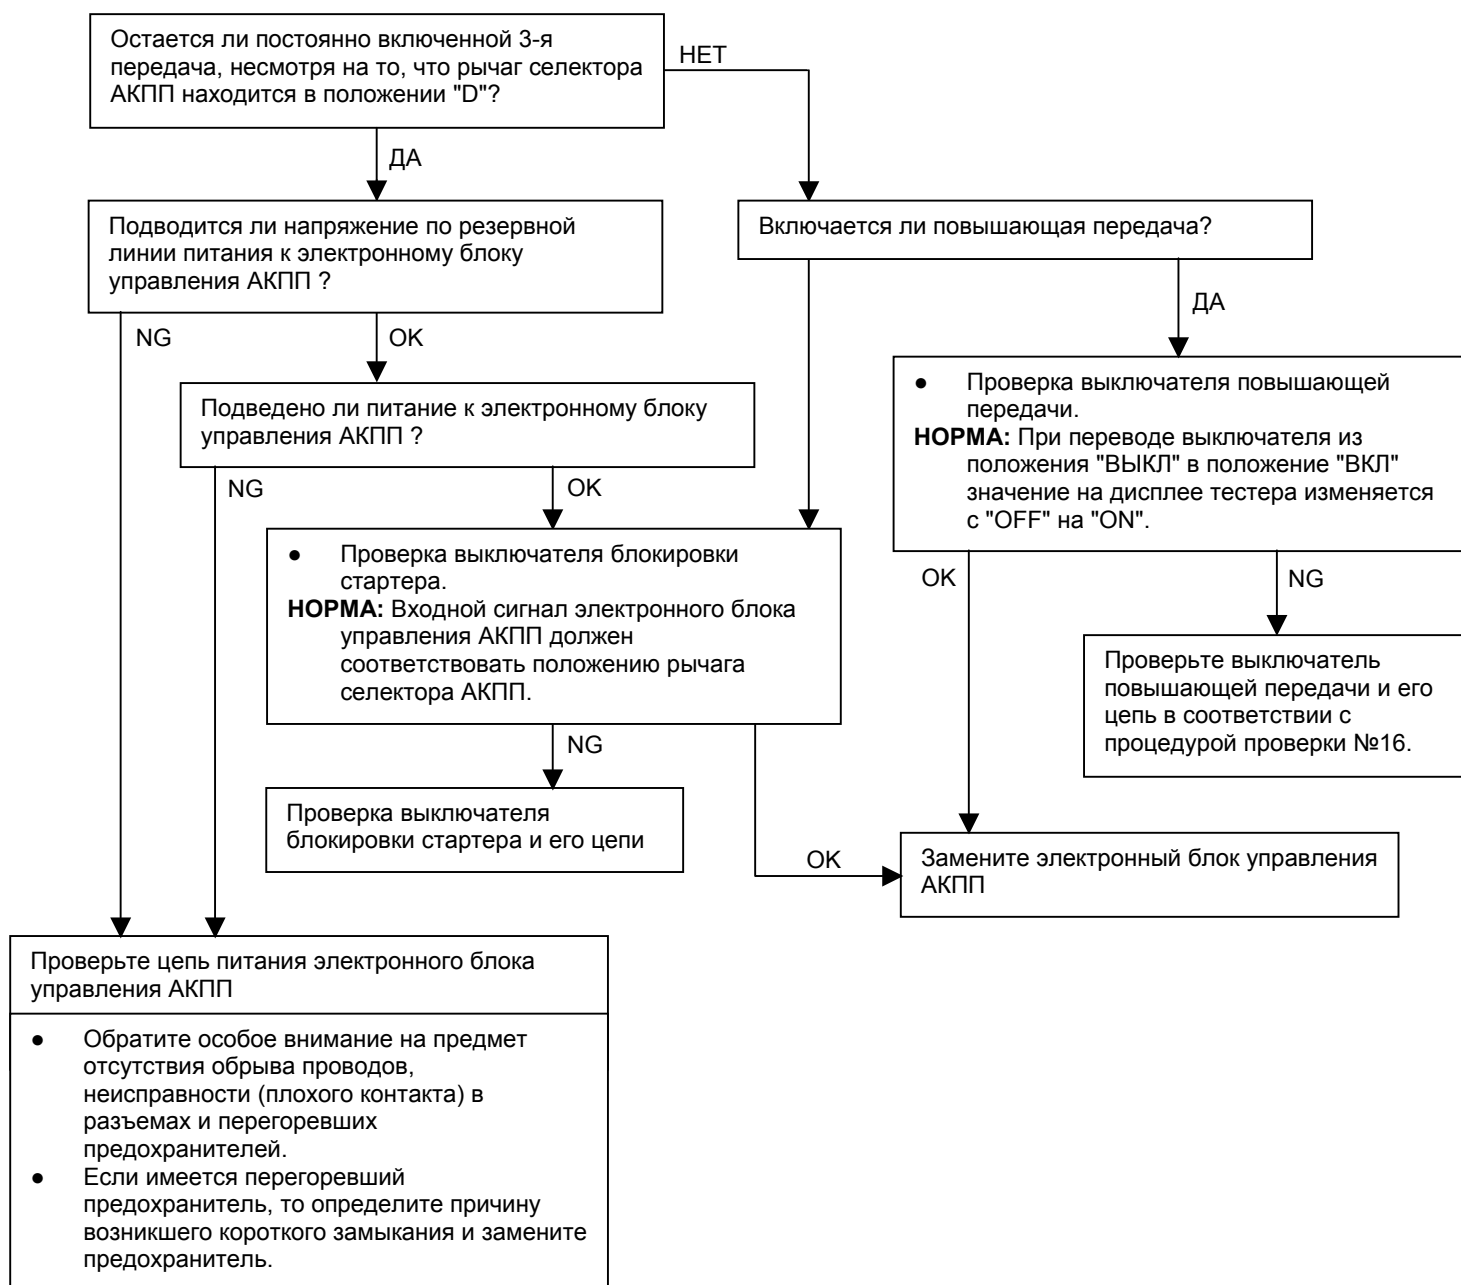 Остается ли постоянно включенной 3-я
передача, несмотря на то, что рычаг селектора
АКПП находится в положении "D"?
НЕТ
ДА
Подводится ли напряжение по резервной
линии питания к электронному блоку
управления АКПП ?
Включается ли повышающая передача?
NG
OK
ДА
Подведено ли питание к электронному блоку
управления АКПП ?
● Проверка выключателя повышающей
передачи.
НОРМА: При переводе выключателя из
положения "ВЫКЛ" в положение "ВКЛ"
значение на дисплее тестера изменяется
с "OFF" на "ON".
NG
OK
● Проверка выключателя блокировки
стартера.
НОРМА: Входной сигнал электронного блока
управления АКПП должен
соответствовать положению рычага
селектора АКПП.
OK
NG
Проверьте выключатель
повышающей передачи и его
цепь в соответствии с
процедурой проверки №16.
NG
Проверка выключателя
блокировки стартера и его цепи
OK
Замените электронный блок управления
АКПП
Проверьте цепь питания электронного блока
управления АКПП
● Обратите особое внимание на предмет
отсутствия обрыва проводов,
неисправности (плохого контакта) в
разъемах и перегоревших
предохранителей.
● Если имеется перегоревший
предохранитель, то определите причину
возникшего короткого замыкания и замените
предохранитель.